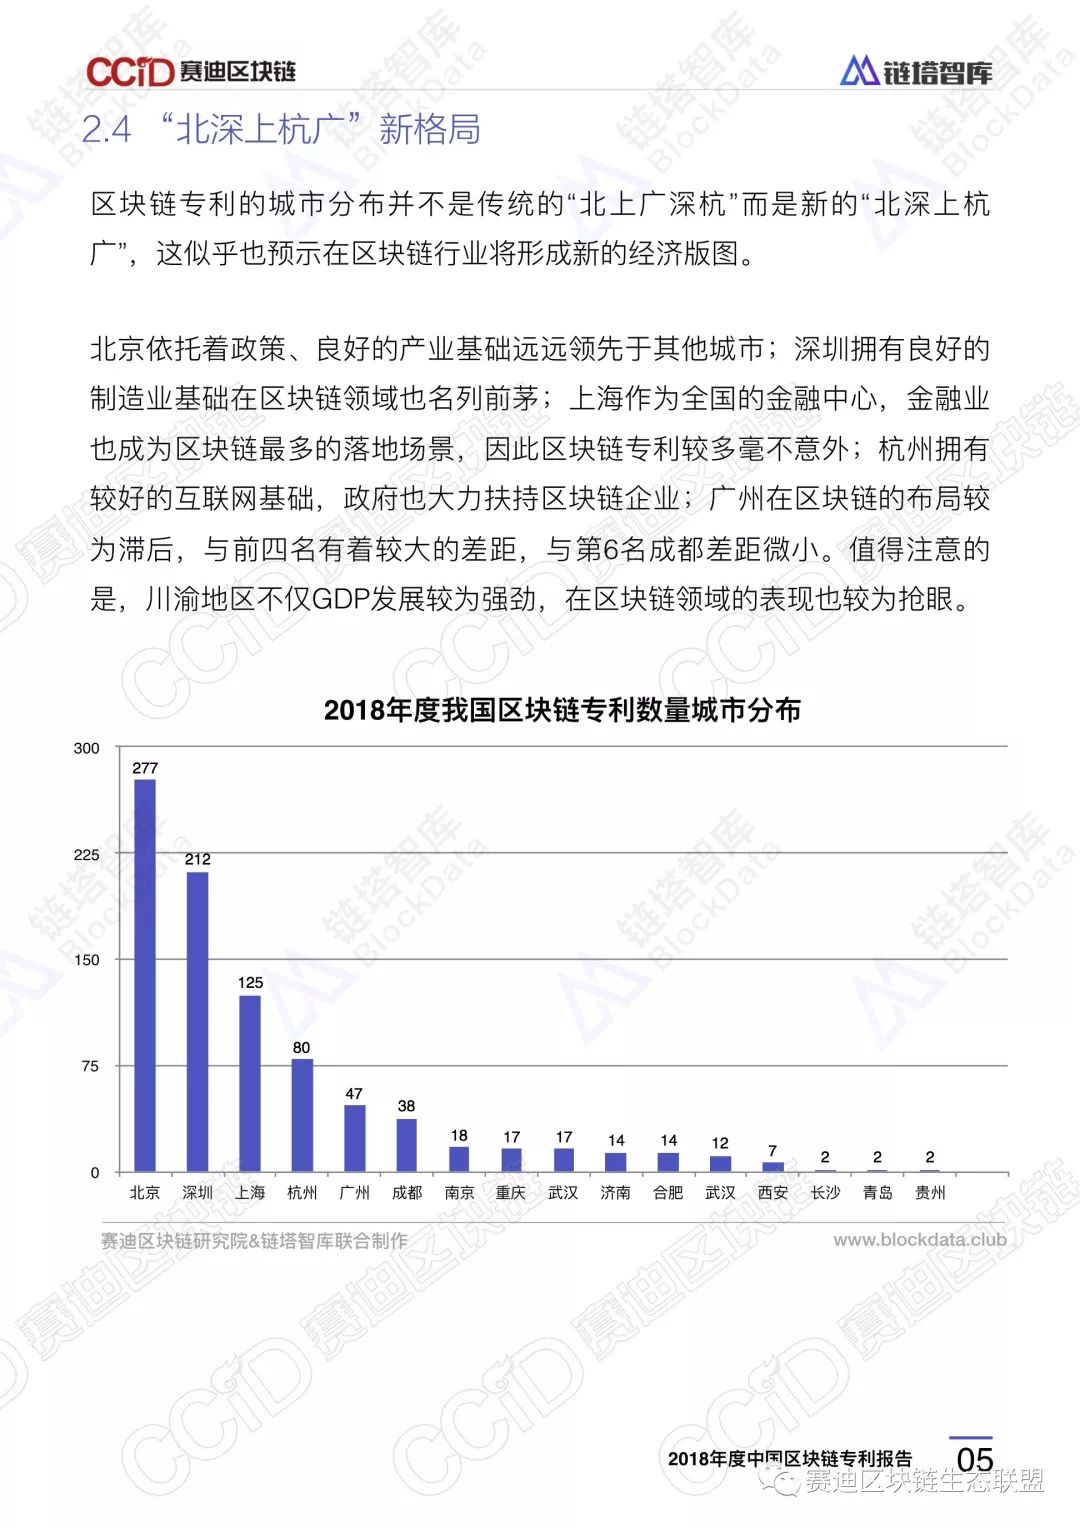 CCiD 赛迪区块链
链塔智库
2.4 “北深上杭广”新格局
区块链专利的城市分布并不是传统的“北上广深杭”而是新的“北深上杭
广”，这似乎也预示在区块链行业将形成新的经济版图。
北京依托着政策、良好的产业基础远远领先于其他城市；深圳拥有良好的
制造业基础在区块链领域也名列前茅；上海作为全国的金融中心，金融业
也成为区块链最多的落地场景，因此区块链专利较多毫不意外；杭州拥有
较好的互联网基础，政府也大力扶持区块链企业；广州在区块链的布局较
为滞后，与前四名有着较大的差距，与第6名成都差距微小。值得注意的
是，川渝地区不仅GDP发展较为强劲，在区块链领域的表现也较为抢眼。
2018年度我国区块链专利数量城市分布
300
225
150
75
0
277
212
125
80
47
38
18
17
17
14
14
12
7
2
2
2
北京 深圳 上海 杭州 广州 成都 南京 重庆 武汉 济南 合肥 武汉 西安 长沙 青岛 贵州
赛迪区块链研究院&链塔智库联合制作
www.blockdata.club
2018年度中国区块链专利报告
05
赛迪区块链生态联盟
链塔智库
BlockData
CCiD 赛迪区块链